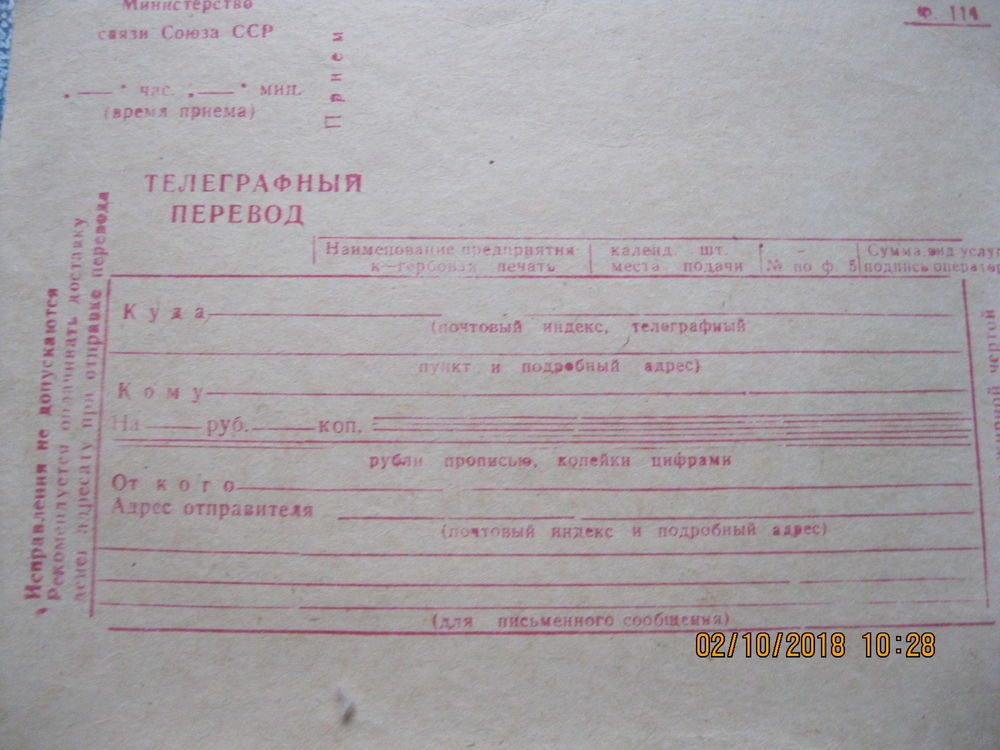 Министерство
связи Союза ССР
Ф. 114
час. мин.
(время приема)
Прием
ТЕЛЕГРАФНЫЙ
ПЕРЕВОД
Наименование предприятия календ. шт. Сумма, вид услуг
к—гербовая печать места подачи № по ф. 5 подпись операт
Куда
(почтовый индекс, телеграфный
пункт и подробный адрес)
Кому
На руб. коп.
рубли прописью, копейки цифрами
От кого
Адрес отправителя
(почтовый индекс и подробный адрес)
(для письменного сообщения)
Исправления не допускаются
Рекомендуется оплачивать доставку
денег адресату при отправке перевода
чертой
02/10/2018 10:28